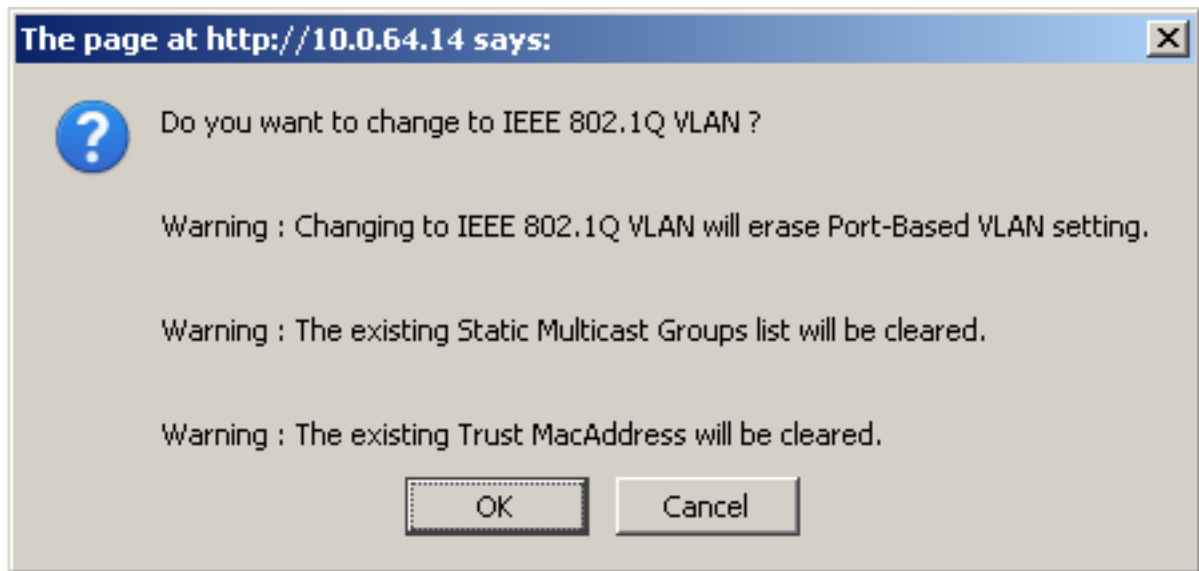 The page at http://10.0.64.14 says:
Do you want to change to IEEE 802.1Q VLAN ?
Warning : Changing to IEEE 802.1Q VLAN will erase Port-Based VLAN setting.
Warning : The existing Static Multicast Groups list will be cleared.
Warning : The existing Trust MacAddress will be cleared.
OK Cancel